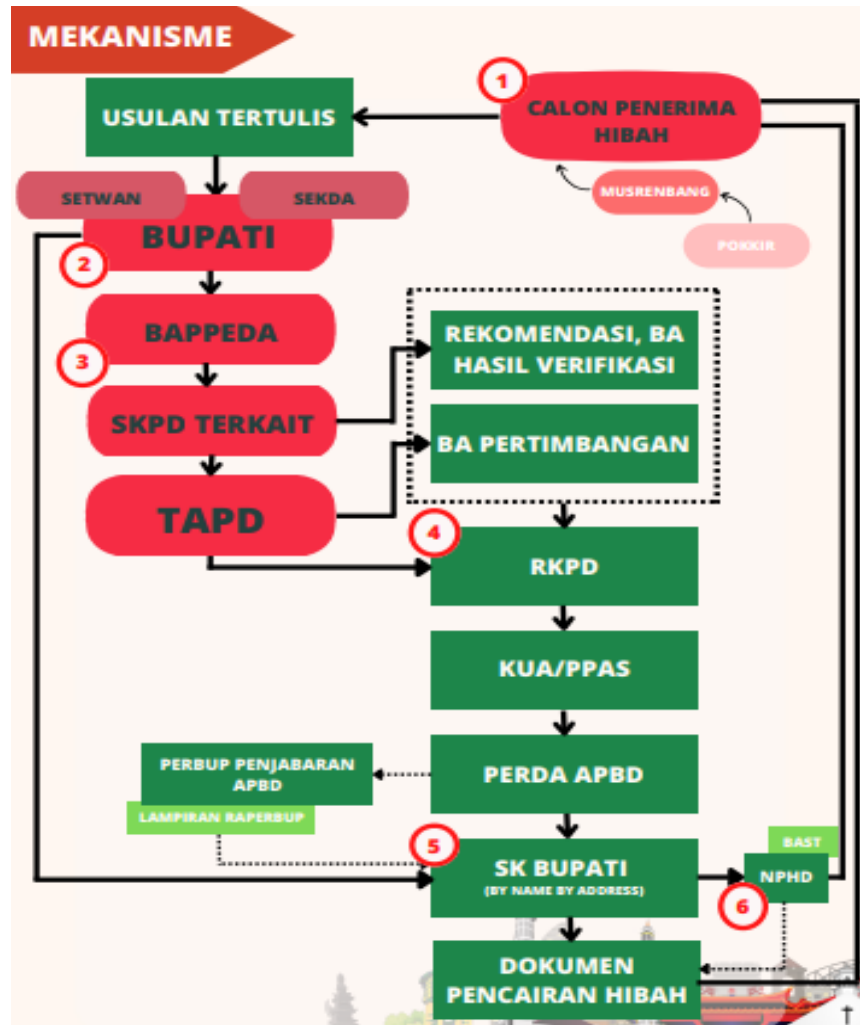 MEKANISME
1
CALON PENERIMA
HIBAH
USULAN TERTULIS
MUSRENBANG
POKKIR
SETWAN
SEKDA
BUPATI
2
BAPPEDA
3
SKPD TERKAIT
TAPD
REKOMENDASI, BA
HASIL VERIFIKASI
BA PERTIMBANGAN
4
RKPD
KUA/PPAS
PERDA APBD
PERBUP PENJABARAN
APBD
LAMPIRAN RAPERBUP
5
SK BUPATI
(BY NAME BY ADDRESS)
BAST
NPHD
6
DOKUMEN
PENCAIRAN HIBAH